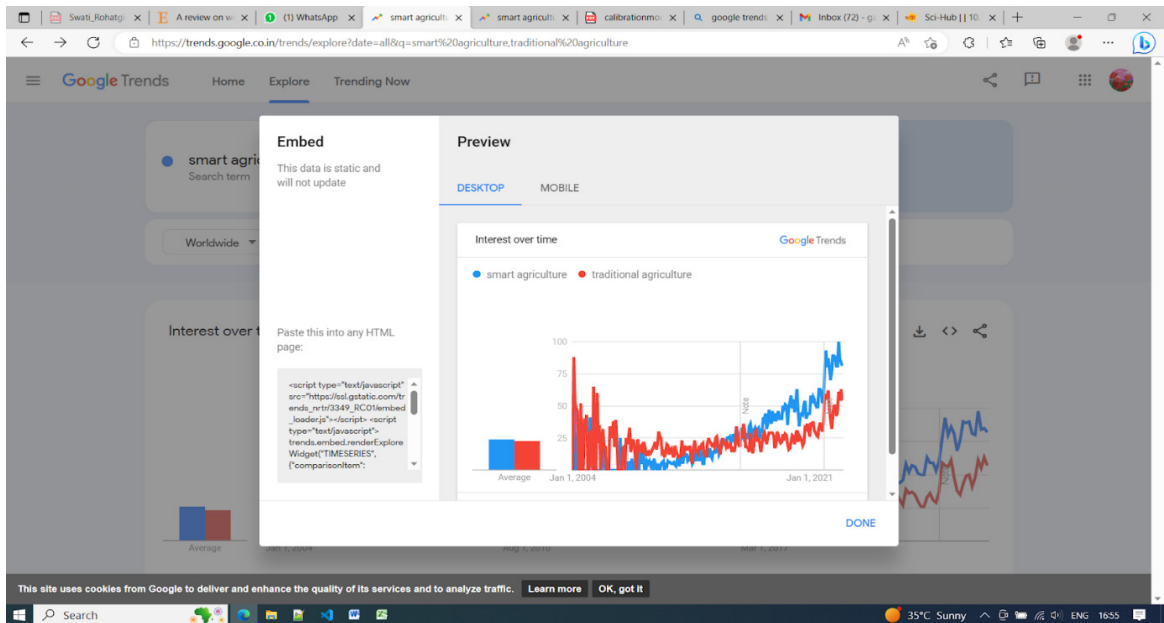 Swati_Rohatgi
A review on w
(1) WhatsApp
smart agricultu
smart agricultu
calibrationmou
google trends
Inbox (72) - g
Sci-Hub || 10.
https://trends.google.co.in/trends/explore?date=all&q=smart%20agriculture,traditional%20agriculture
Google Trends
Home
Explore
Trending Now
smart agri
Search term
Worldwide
Interest over t
Embed
This data is static and
will not update
Paste this into any HTML
page:
<script type="text/javascript"
src="https://ssl.gstatic.com/tr
ends_nrtr/3349_RC01/embed
_loader.js"></script> <script
type="text/javascript">
trends.embed.renderExplore
Widget("TIMESERIES",
{"comparisonItem":
Preview
DESKTOP
MOBILE
Interest over time
Google Trends
smart agriculture
traditional agriculture
100
75
50
25
Note
Average
Jan 1, 2004
Jan 1, 2021
DONE
Note
Average
Jan 1, 2004
Aug 1, 2010
Mar 1, 2017
This site uses cookies from Google to deliver and enhance the quality of its services and to analyze traffic.
Learn more
OK, got it
Search
35°C Sunny
ENG
1655